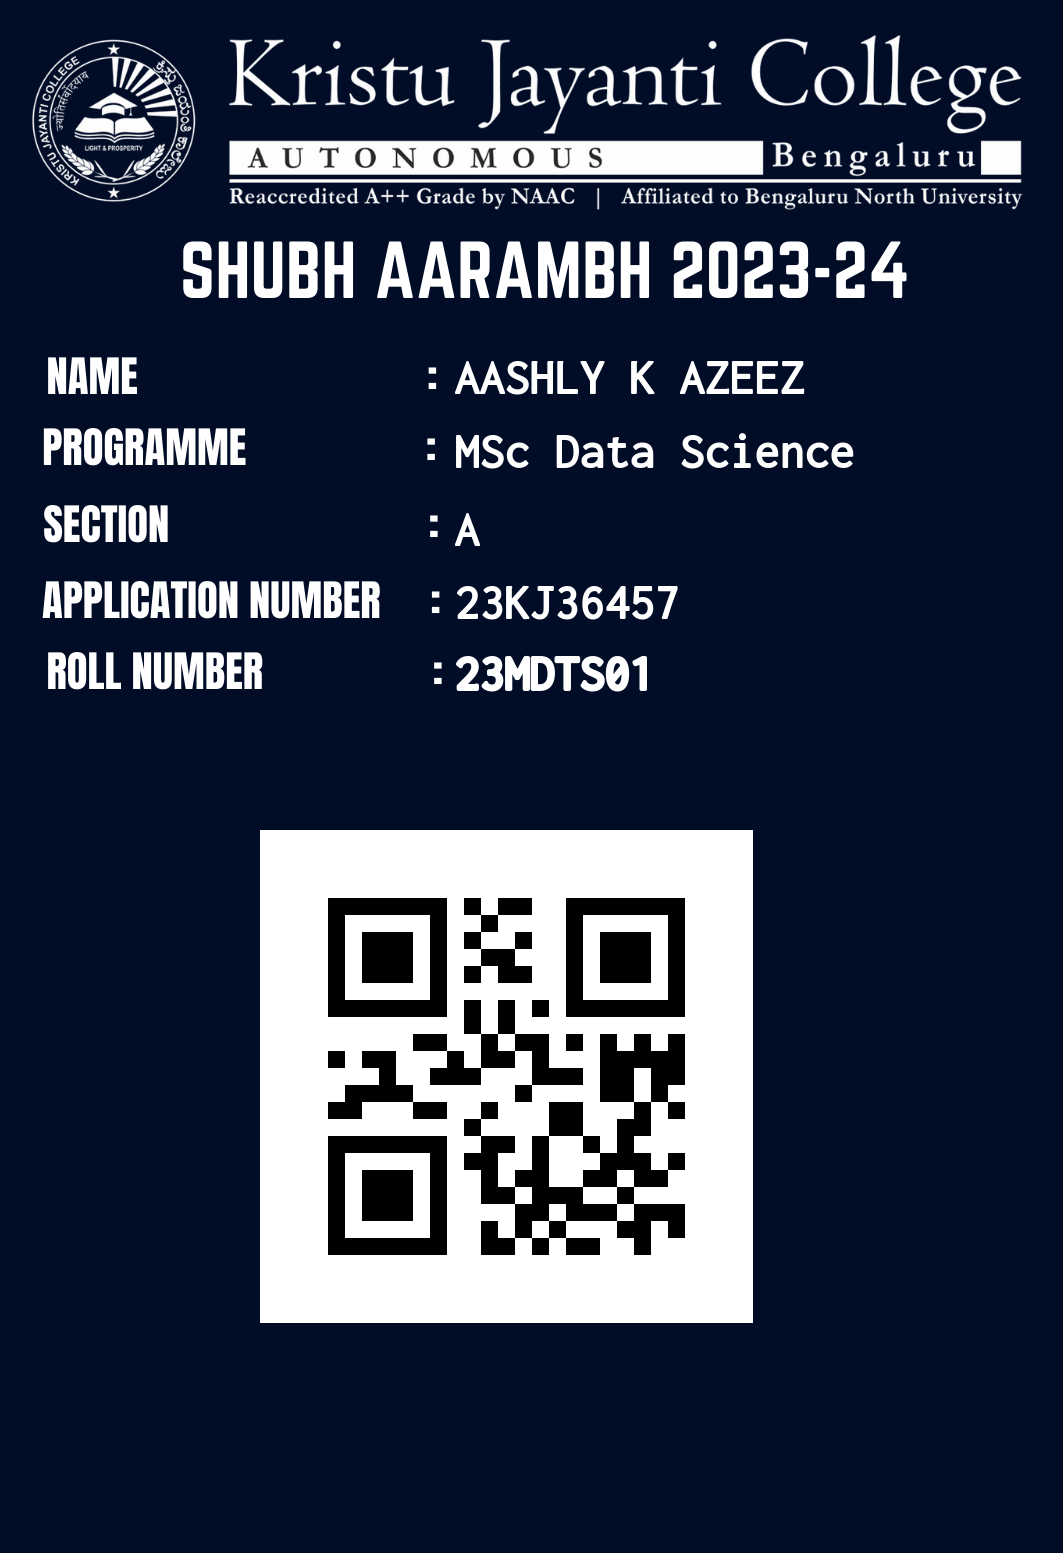 Kristu Jayanti College
AUTONOMOUS Bengaluru
Reaccredited A++ Grade by NAAC | Affiliated to Bengaluru North University
KRISTU JAYANTI COLLEGE
LIGHT & PROSPERITY
SHUBH AARAMBH 2023-24
NAME : AASHLY K AZEEZ
PROGRAMME : MSc Data Science
SECTION : A
APPLICATION NUMBER : 23KJ36457
ROLL NUMBER : 23MDTS01